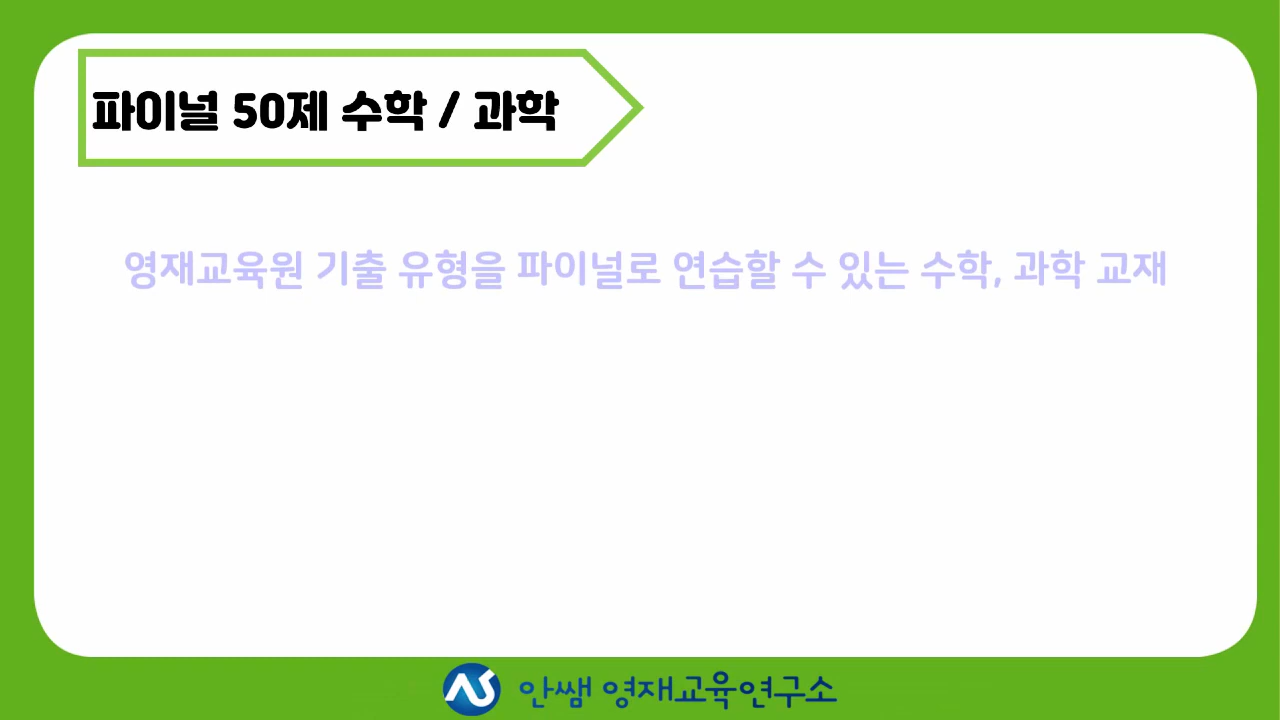 파이널 50제 수학 / 과학
영재교육원 기출 유형을 파이널로 연습할 수 있는 수학, 과학 교재
안쌤 영재교육연구소